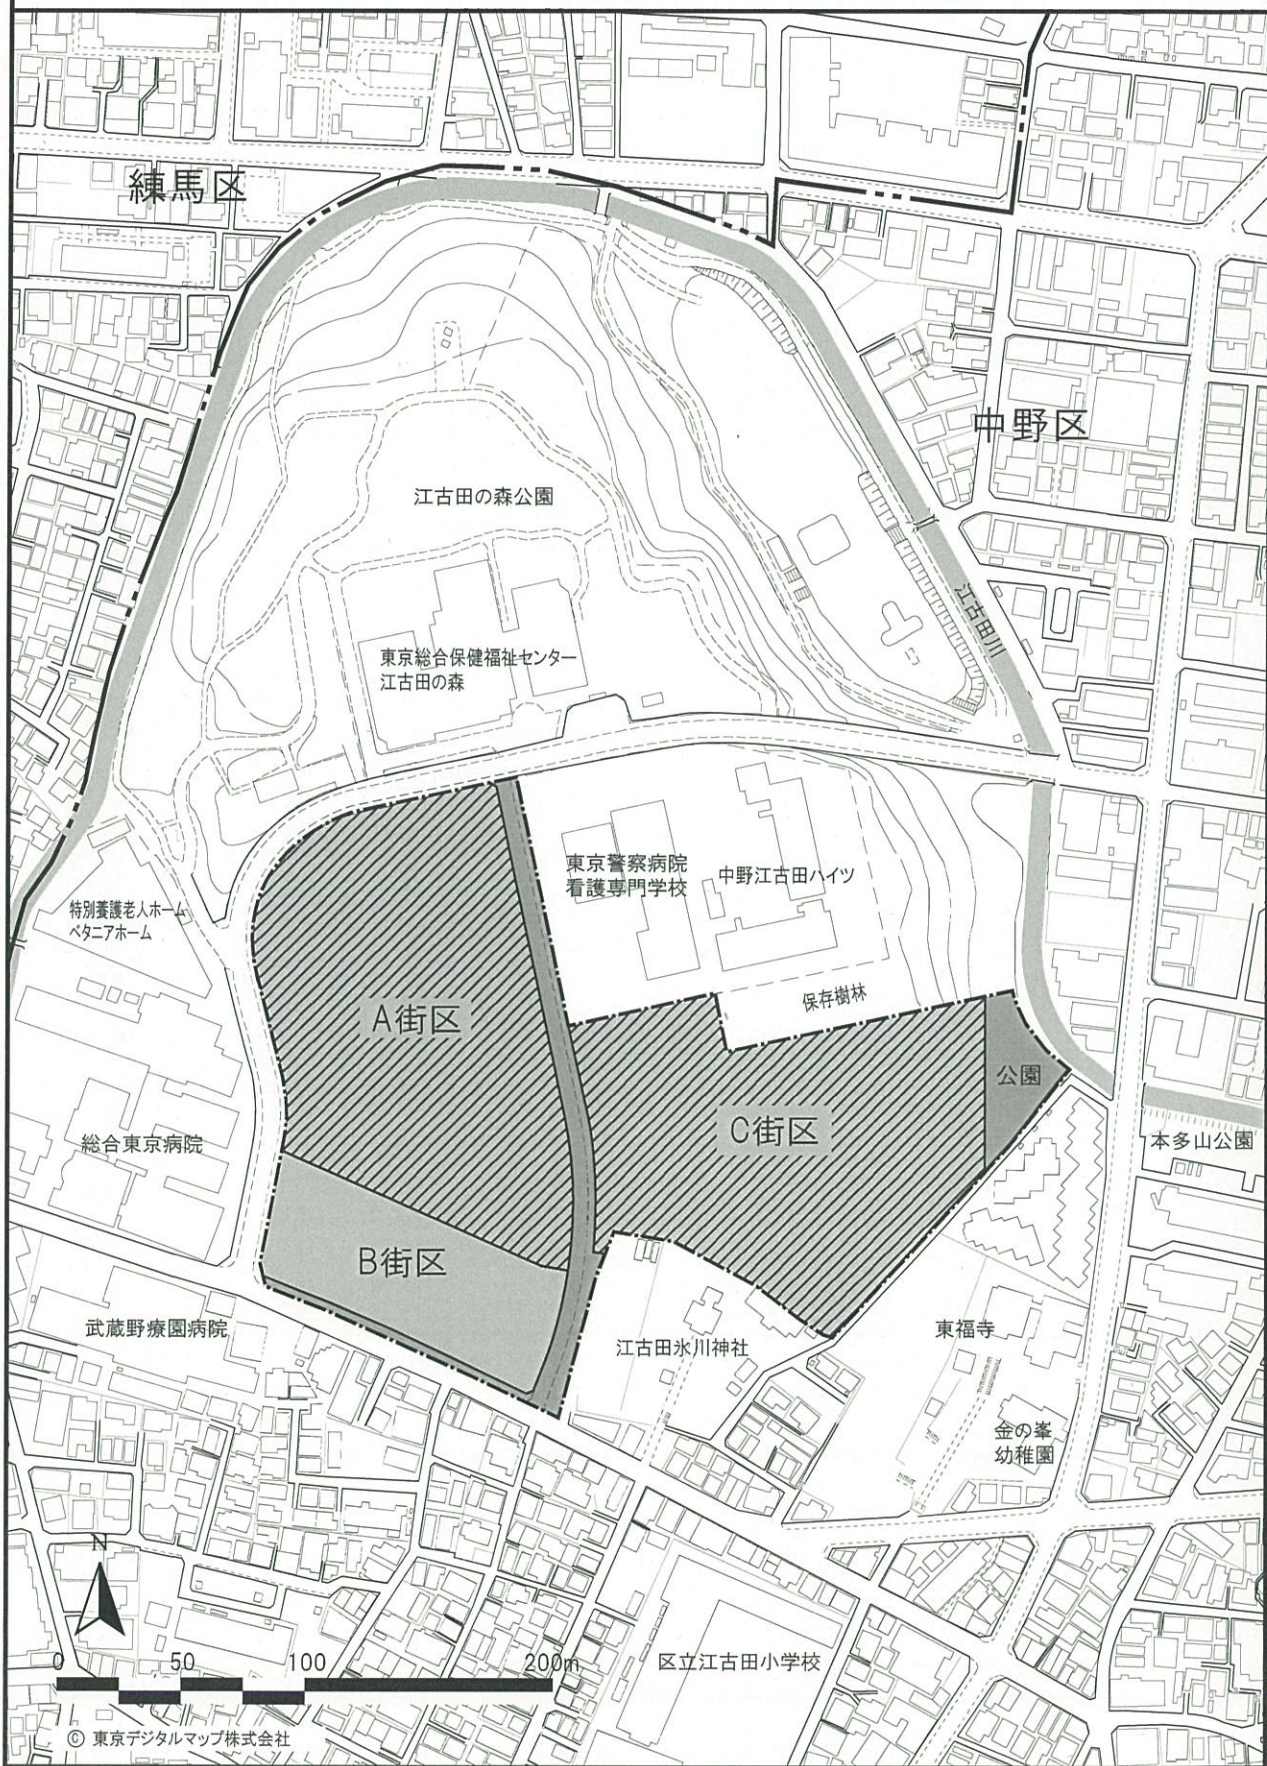 練馬区
中野区
江古田の森公園
江古田川
東京総合保健福祉センター
江古田の森
東京警察病院
看護専門学校
中野江古田ハイツ
特別養護老人ホーム
ベタニアホーム
保存樹林
A街区
公園
C街区
総合東京病院
本多山公園
B街区
武蔵野療園病院
江古田氷川神社
東福寺
金の峯
幼稚園
N
0 50 100 200m
区立江古田小学校
© 東京デジタルマップ株式会社